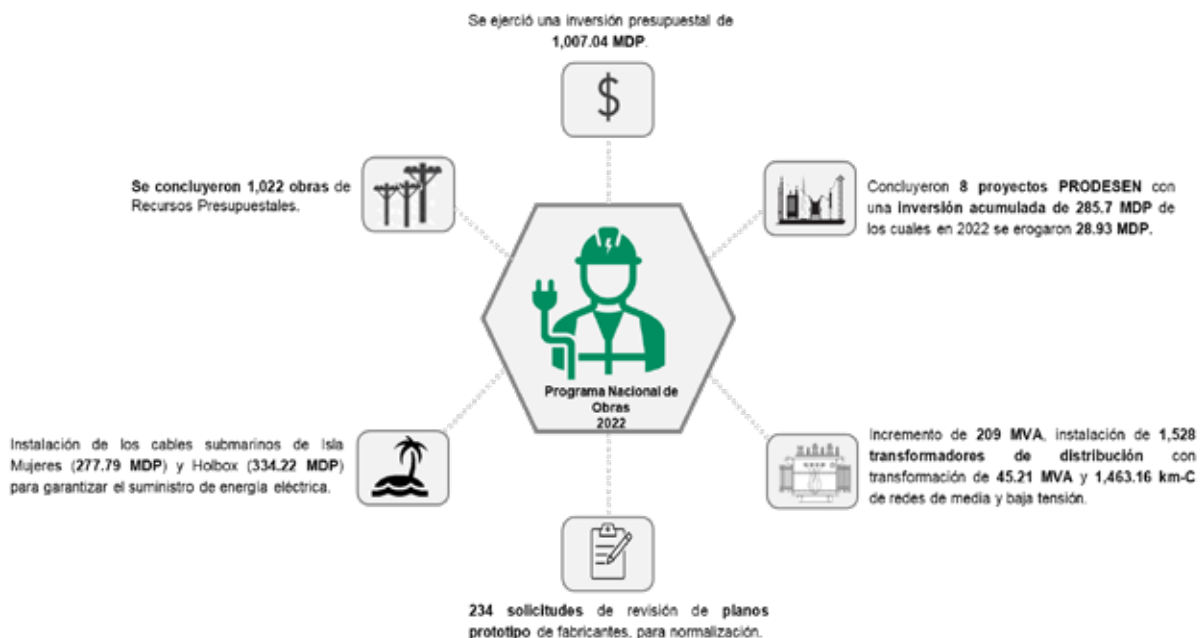 Se ejerció una inversión presupuestal de
1,007.04 MDP.
$
Se concluyeron 1,022 obras de
Recursos Presupuestales.
Concluyeron 8 proyectos PRODESEN con
una inversión acumulada de 285.7 MDP de
los cuales en 2022 se erogaron 28.93 MDP.
Programa Nacional de
Obras
2022
Instalación de los cables submarinos de Isla
Mujeres (277.79 MDP) y Holbox (334.22 MDP)
para garantizar el suministro de energía eléctrica.
Incremento de 209 MVA, instalación de 1,528
transformadores de distribución con
transformación de 45.21 MVA y 1,463.16 km-C
de redes de media y baja tensión.
234 solicitudes de revisión de planos
prototipo de fabricantes, para normalización.